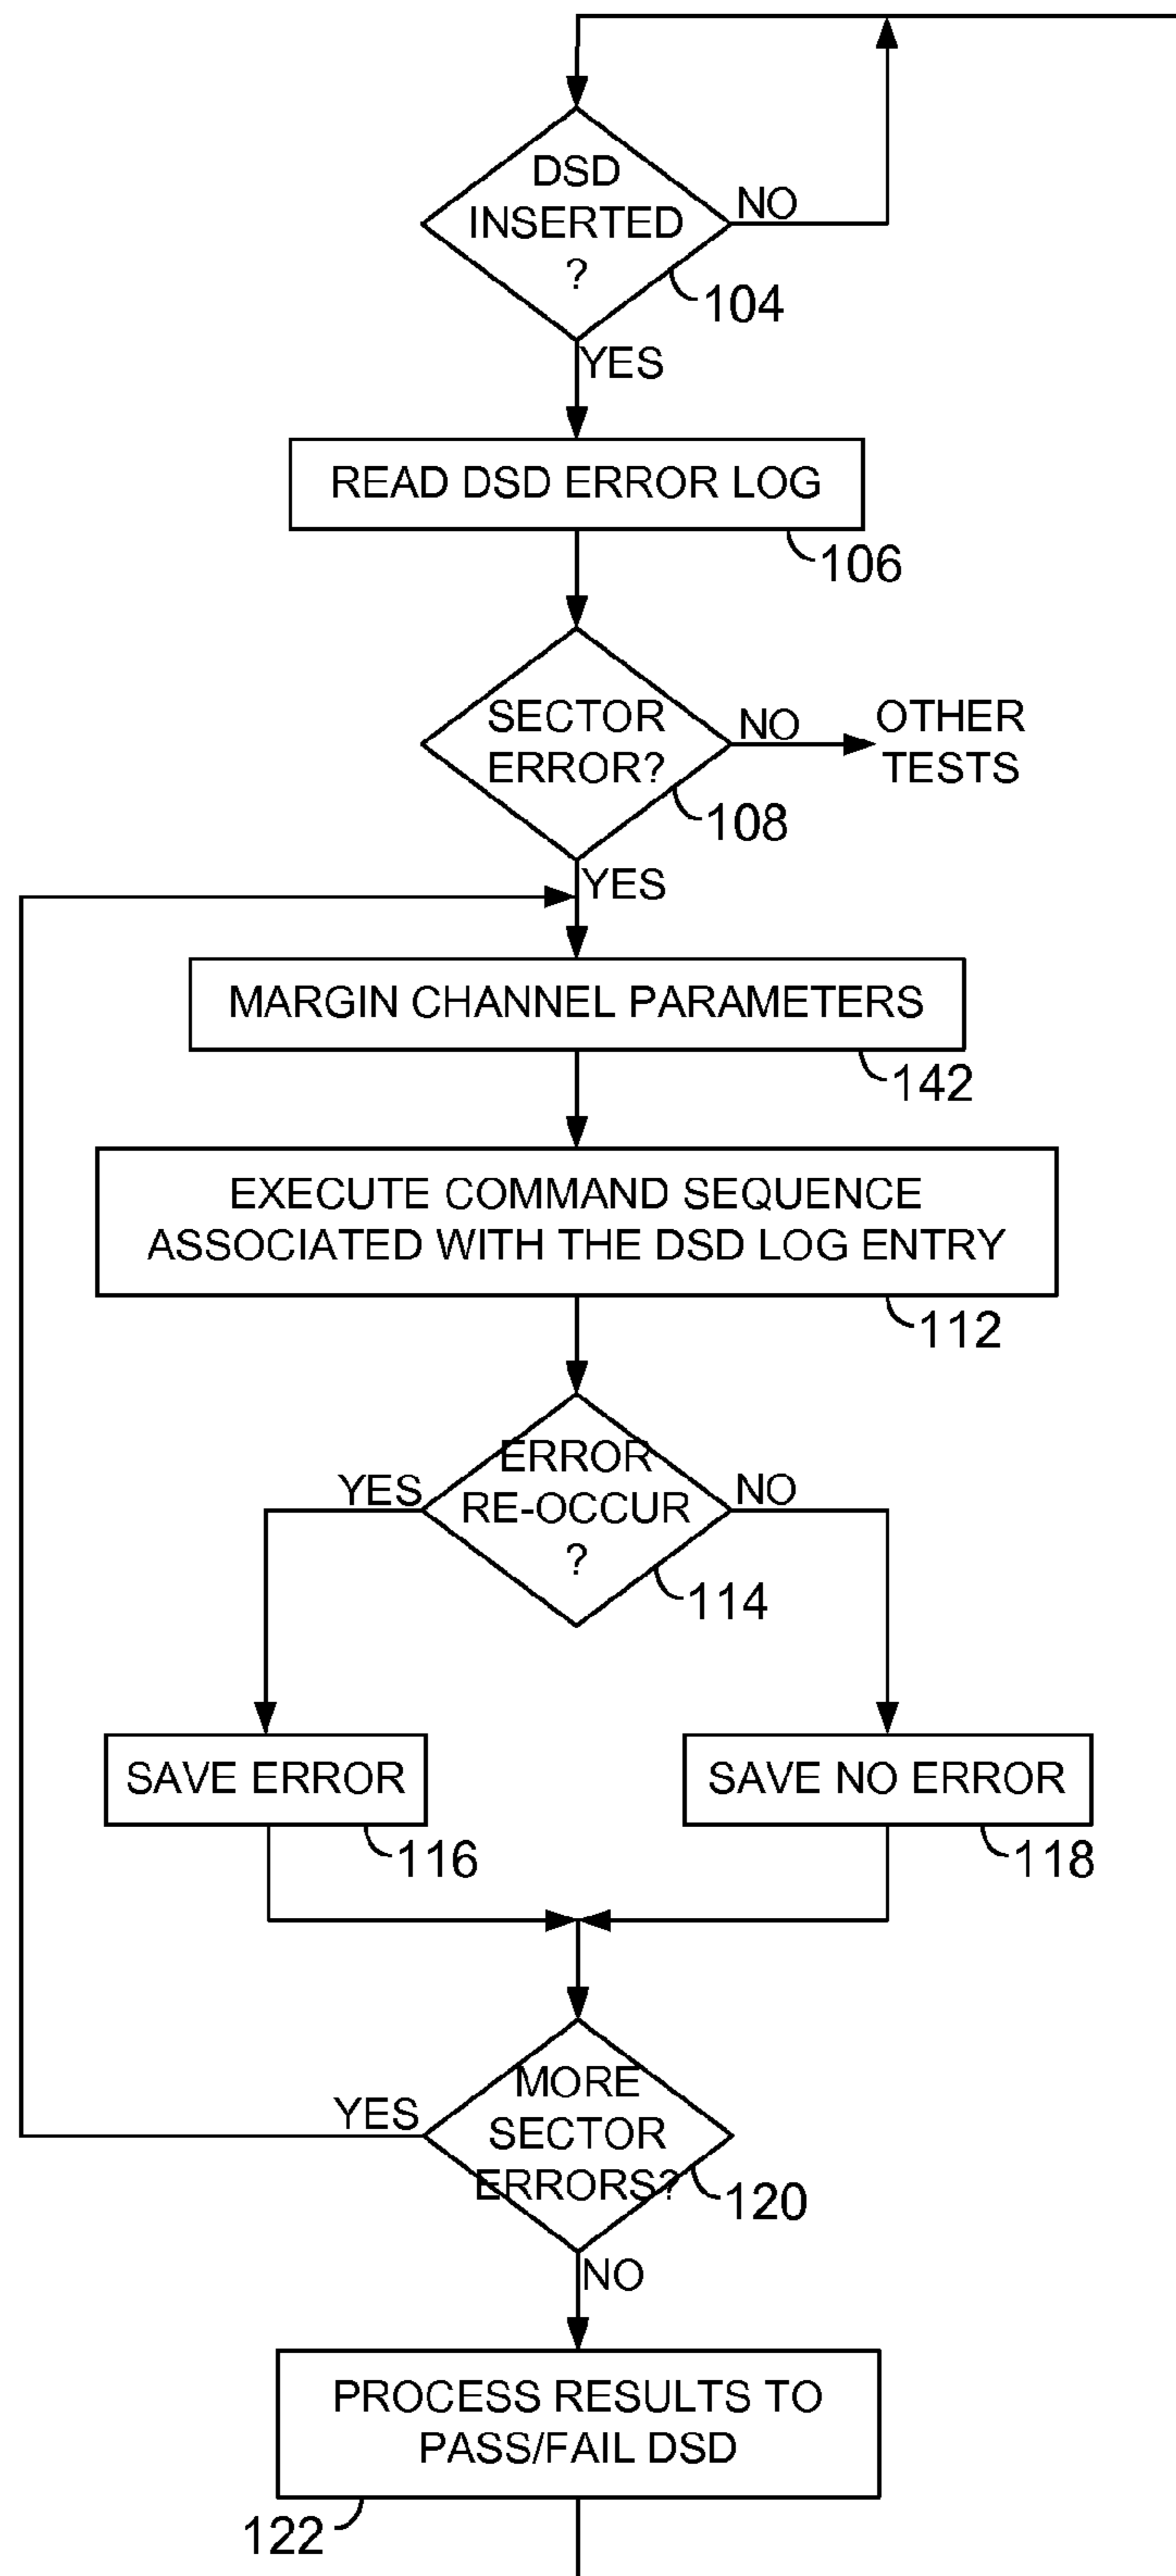 DSD
INSERTED
?
NO
104
YES
READ DSD ERROR LOG
106
SECTOR
ERROR?
NO
OTHER
TESTS
108
YES
MARGIN CHANNEL PARAMETERS
142
EXECUTE COMMAND SEQUENCE
ASSOCIATED WITH THE DSD LOG ENTRY
112
ERROR
RE-OCCUR
?
YES
NO
114
SAVE ERROR
116
SAVE NO ERROR
118
MORE
SECTOR
ERRORS?
YES
120
NO
PROCESS RESULTS TO
PASS/FAIL DSD
122